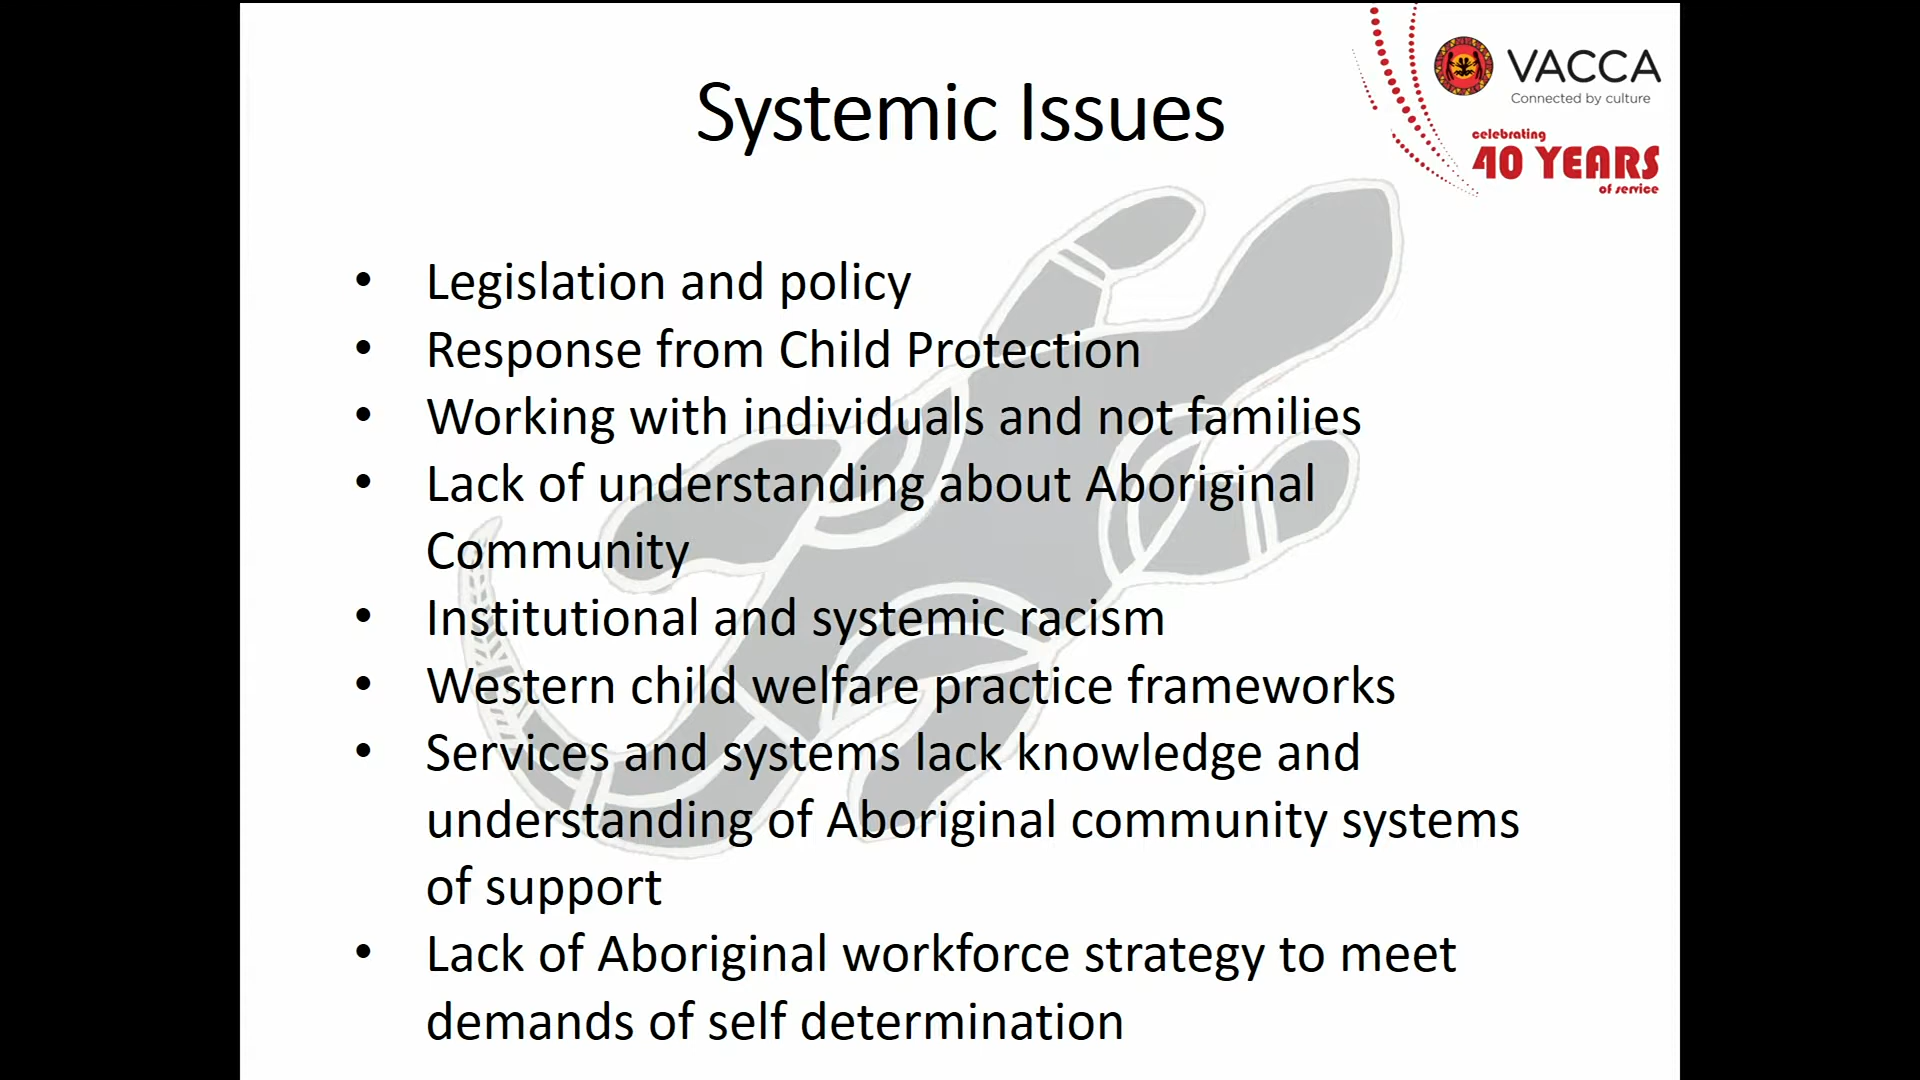 Systemic Issues
VACCA
Connected by culture
celebrating
40 YEARS
of service
• Legislation and policy
• Response from Child Protection
• Working with individuals and not families
• Lack of understanding about Aboriginal
Community
• Institutional and systemic racism
• Western child welfare practice frameworks
• Services and systems lack knowledge and
understanding of Aboriginal community systems
of support
• Lack of Aboriginal workforce strategy to meet
demands of self determination